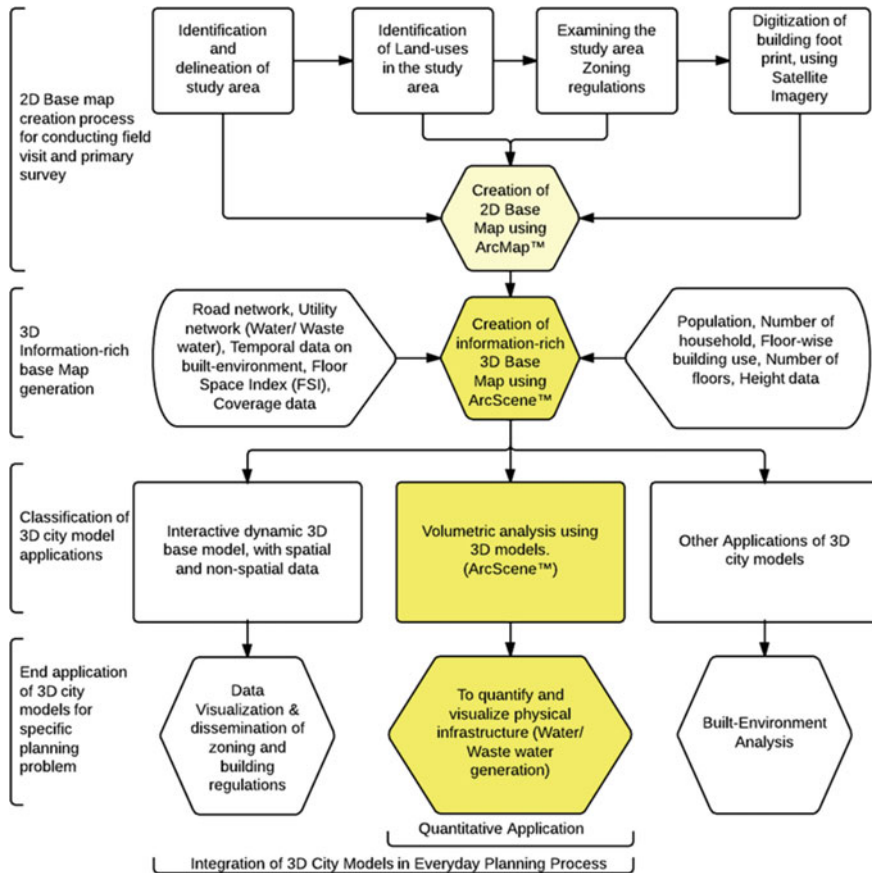 2D Base map
creation process
for conducting field
visit and primary
survey
Identification
and
delineation of
study area
Identification
of Land-uses
in the study
area
Examining the
study area
Zoning
regulations
Digitization of
building foot
print, using
Satellite
Imagery
Creation of
2D Base
Map using
ArcMap™
3D
Information-rich
base Map
generation
Road network, Utility
network (Water/ Waste
water), Temporal data on
built-environment, Floor
Space Index (FSI),
Coverage data
Creation of
information-rich
3D Base
Map using
ArcScene™
Population, Number of
household, Floor-wise
building use, Number of
floors, Height data
Classification of
3D city model
applications
Interactive dynamic 3D
base model, with spatial
and non-spatial data
Volumetric analysis using
3D models.
(ArcScene™)
Other Applications of 3D
city models
End application
of 3D city
models for
specific
planning
problem
Data
Visualization &
dissemination of
zoning and
building
regulations
To quantify and
visualize physical
infrastructure (Water/
Waste water
generation)
Built-Environment
Analysis
Quantitative Application
Integration of 3D City Models in Everyday Planning Process